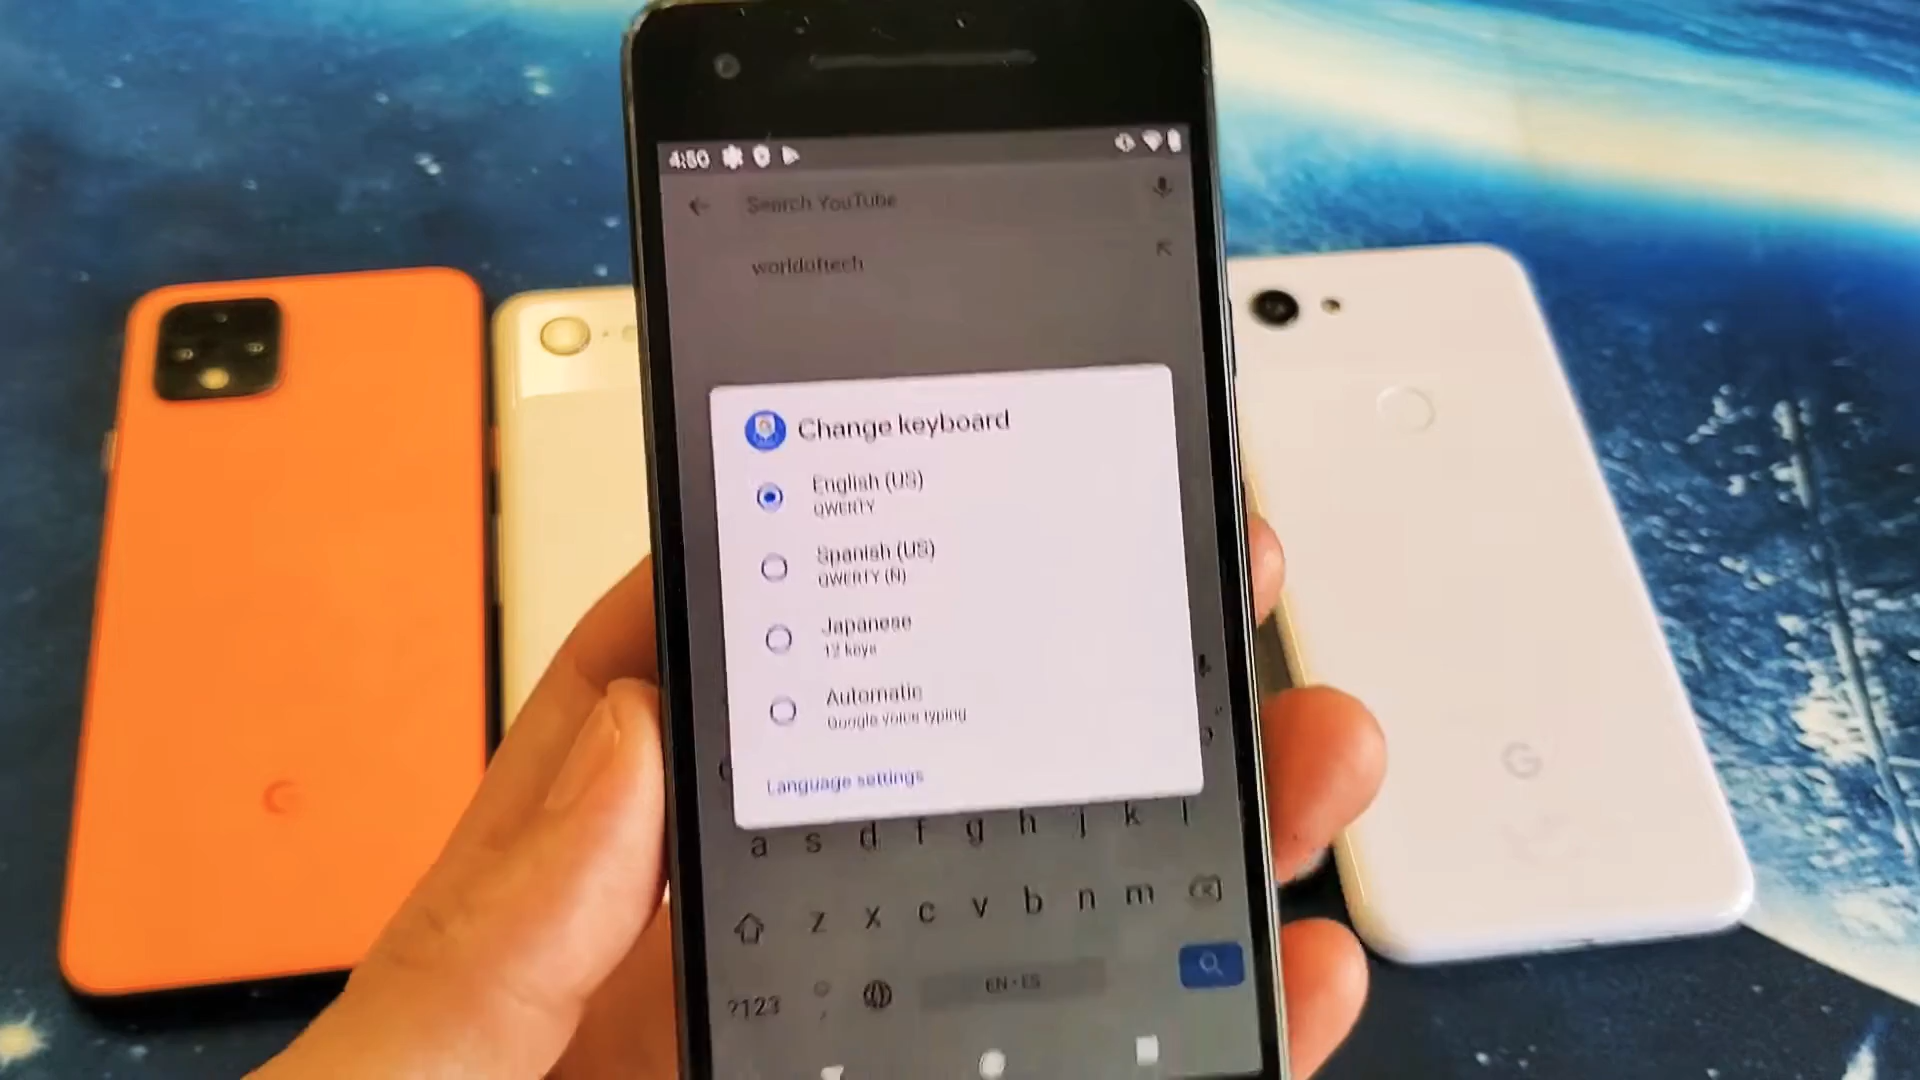 4:50
Search YouTube
worldoftech
Change keyboard
English (US)
QWERTY
Spanish (US)
QWERTY (Ñ)
Japanese
12 keys
Automatic
Google voice typing
Language settings
a s d f g h j k l
z x c v b n m
?123 , EN • ES
G
G